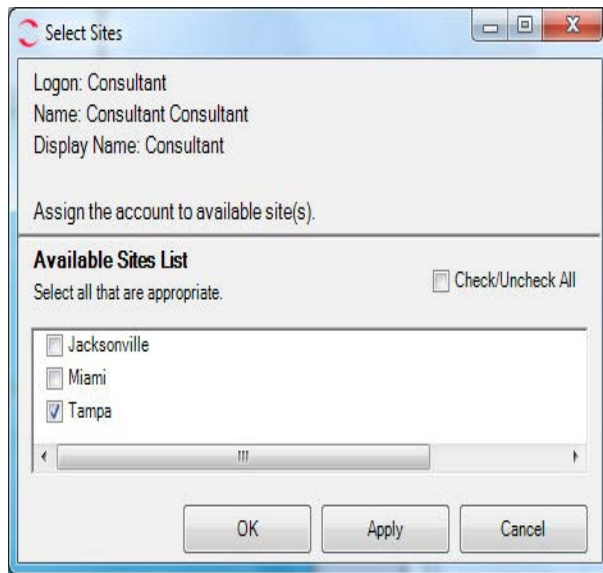 Select Sites
Logon: Consultant
Name: Consultant Consultant
Display Name: Consultant
Assign the account to available site(s).
Available Sites List
Select all that are appropriate.
Check/Uncheck All
Jacksonville
Miami
Tampa
OK
Apply
Cancel